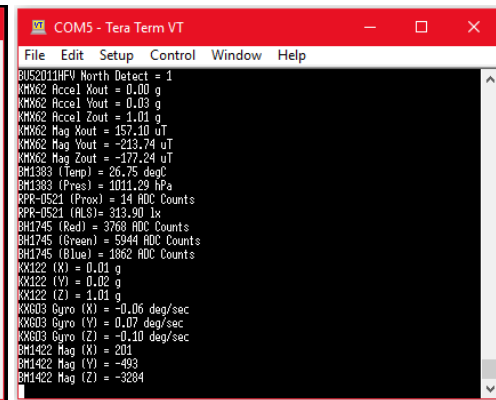 COM5 - Tera Term VT
File Edit Setup Control Window Help
BU52011HFV North Detect = 1
KMX62 Accel Xout = 0.00 g
KMX62 Accel Yout = 0.03 g
KMX62 Accel Zout = 1.01 g
KMX62 Mag Xout = 157.10 uT
KMX62 Mag Yout = -213.74 uT
KMX62 Mag Zout = -177.24 uT
BM1383 (Temp) = 26.75 degC
BM1383 (Pres) = 1011.29 hPa
RPR-0521 (Prox) = 14 ADC Counts
RPR-0521 (ALS)= 313.90 lx
BH1745 (Red) = 3768 ADC Counts
BH1745 (Green) = 5944 ADC Counts
BH1745 (Blue) = 1862 ADC Counts
KX122 (X) = 0.01 g
KX122 (Y) = 0.02 g
KX122 (Z) = 1.01 g
KXG03 Gyro (X) = -0.06 deg/sec
KXG03 Gyro (Y) = 0.07 deg/sec
KXG03 Gyro (Z) = -0.10 deg/sec
BM1422 Mag (X) = 201
BM1422 Mag (Y) = -493
BM1422 Mag (Z) = -3284